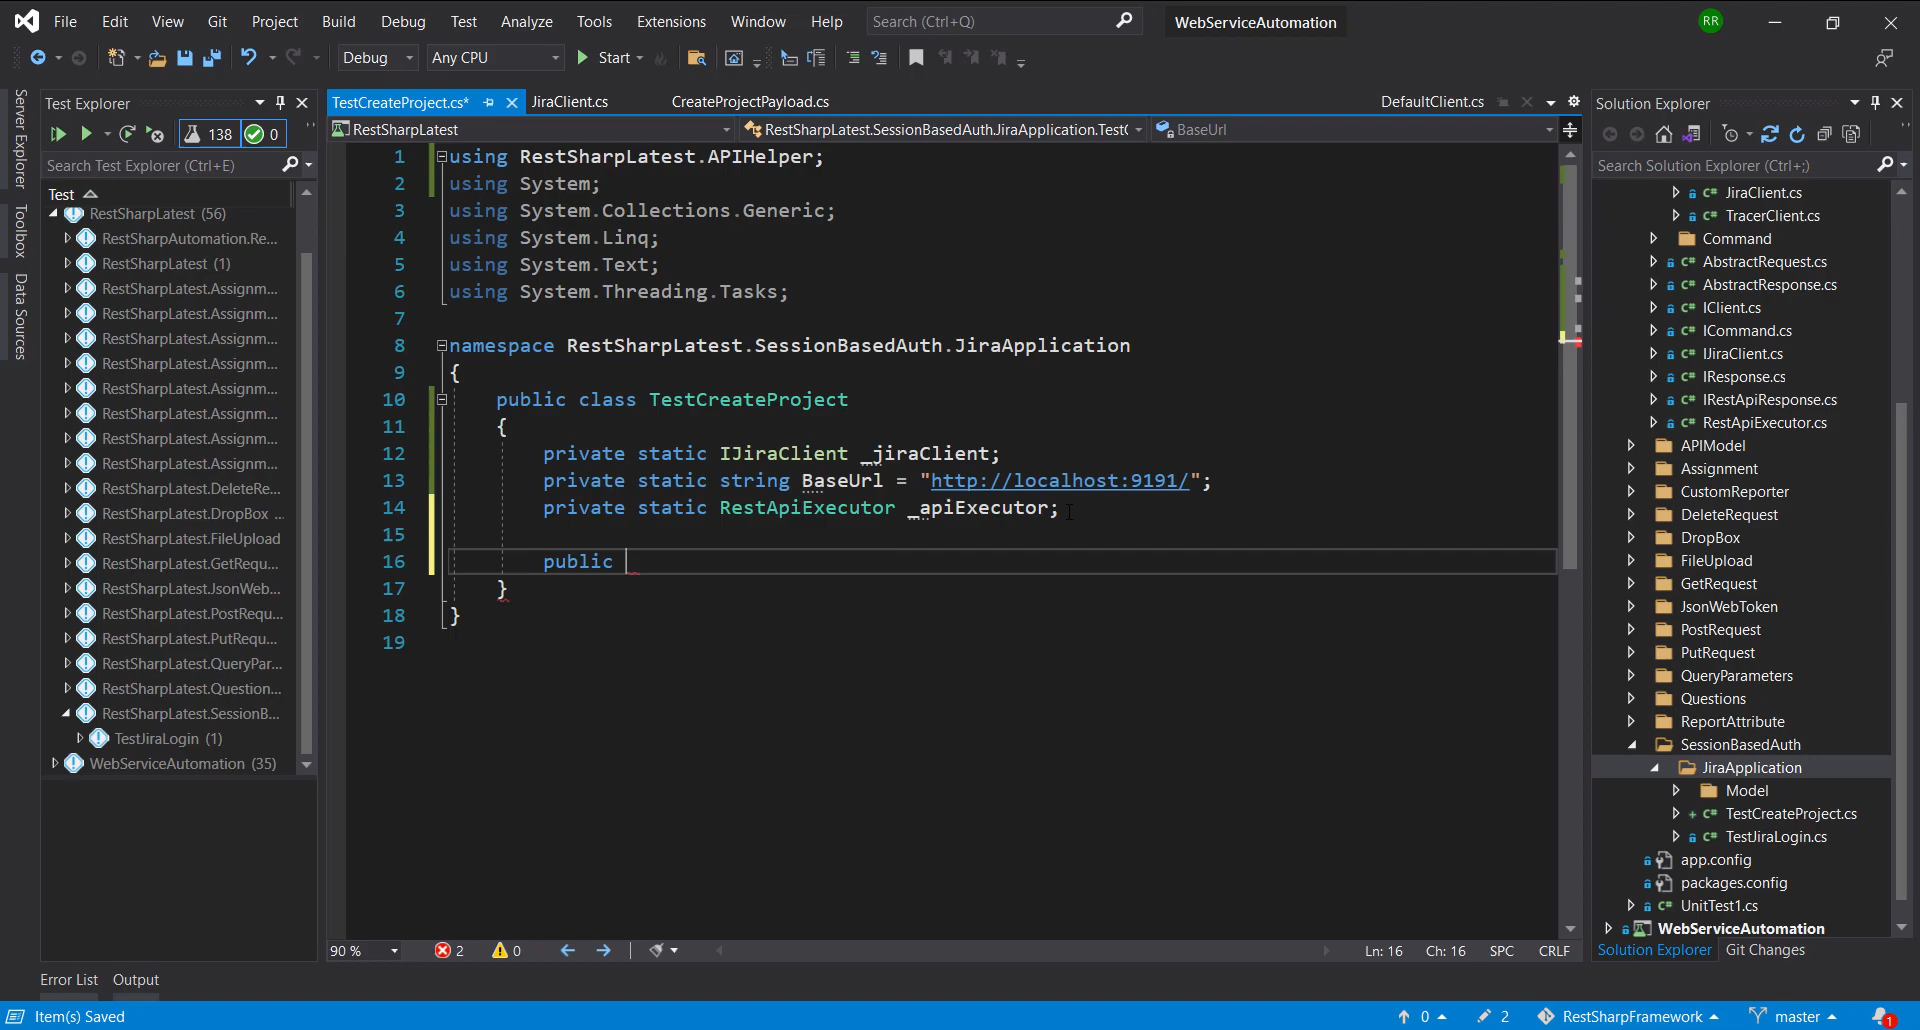 File Edit View Git Project Build Debug Test Analyze Tools Extensions Window Help Search (Ctrl+Q) WebServiceAutomation RR
Debug Any CPU Start
Server Explorer
Toolbox
Data Sources
Test Explorer
138 0
Search Test Explorer (Ctrl+E)
Test
RestSharpLatest (56)
RestSharpAutomation.Re...
RestSharpLatest (1)
RestSharpLatest.Assignm...
RestSharpLatest.Assignm...
RestSharpLatest.Assignm...
RestSharpLatest.Assignm...
RestSharpLatest.Assignm...
RestSharpLatest.Assignm...
RestSharpLatest.Assignm...
RestSharpLatest.Assignm...
RestSharpLatest.DeleteRe...
RestSharpLatest.DropBox ...
RestSharpLatest.FileUpload
RestSharpLatest.GetRequ...
RestSharpLatest.JsonWeb...
RestSharpLatest.PostRequ...
RestSharpLatest.PutRequ...
RestSharpLatest.QueryPar...
RestSharpLatest.Question...
RestSharpLatest.SessionB...
TestJiraLogin (1)
WebServiceAutomation (35)
TestCreateProject.cs* JiraClient.cs CreateProjectPayload.cs DefaultClient.cs
RestSharpLatest RestSharpLatest.SessionBasedAuth.JiraApplication.TestC BaseUrl
1 using RestSharpLatest.APIHelper;
2 using System;
3 using System.Collections.Generic;
4 using System.Linq;
5 using System.Text;
6 using System.Threading.Tasks;
7
8 namespace RestSharpLatest.SessionBasedAuth.JiraApplication
9 {
10 public class TestCreateProject
11 {
12 private static IJiraClient _jiraClient;
13 private static string BaseUrl = "http://localhost:9191/";
14 private static RestApiExecutor _apiExecutor;
15
16 public
17 }
18 }
19
90 % 2 0 Ln: 16 Ch: 16 SPC CRLF
Solution Explorer
Search Solution Explorer (Ctrl+;)
JiraClient.cs
TracerClient.cs
Command
AbstractRequest.cs
AbstractResponse.cs
IClient.cs
ICommand.cs
IJiraClient.cs
IResponse.cs
IRestApiResponse.cs
RestApiExecutor.cs
APIModel
Assignment
CustomReporter
DeleteRequest
DropBox
FileUpload
GetRequest
JsonWebToken
PostRequest
PutRequest
QueryParameters
Questions
ReportAttribute
SessionBasedAuth
JiraApplication
Model
TestCreateProject.cs
TestJiraLogin.cs
app.config
packages.config
UnitTest1.cs
WebServiceAutomation
Solution Explorer Git Changes
Error List Output
Item(s) Saved 0 2 RestSharpFramework master 1